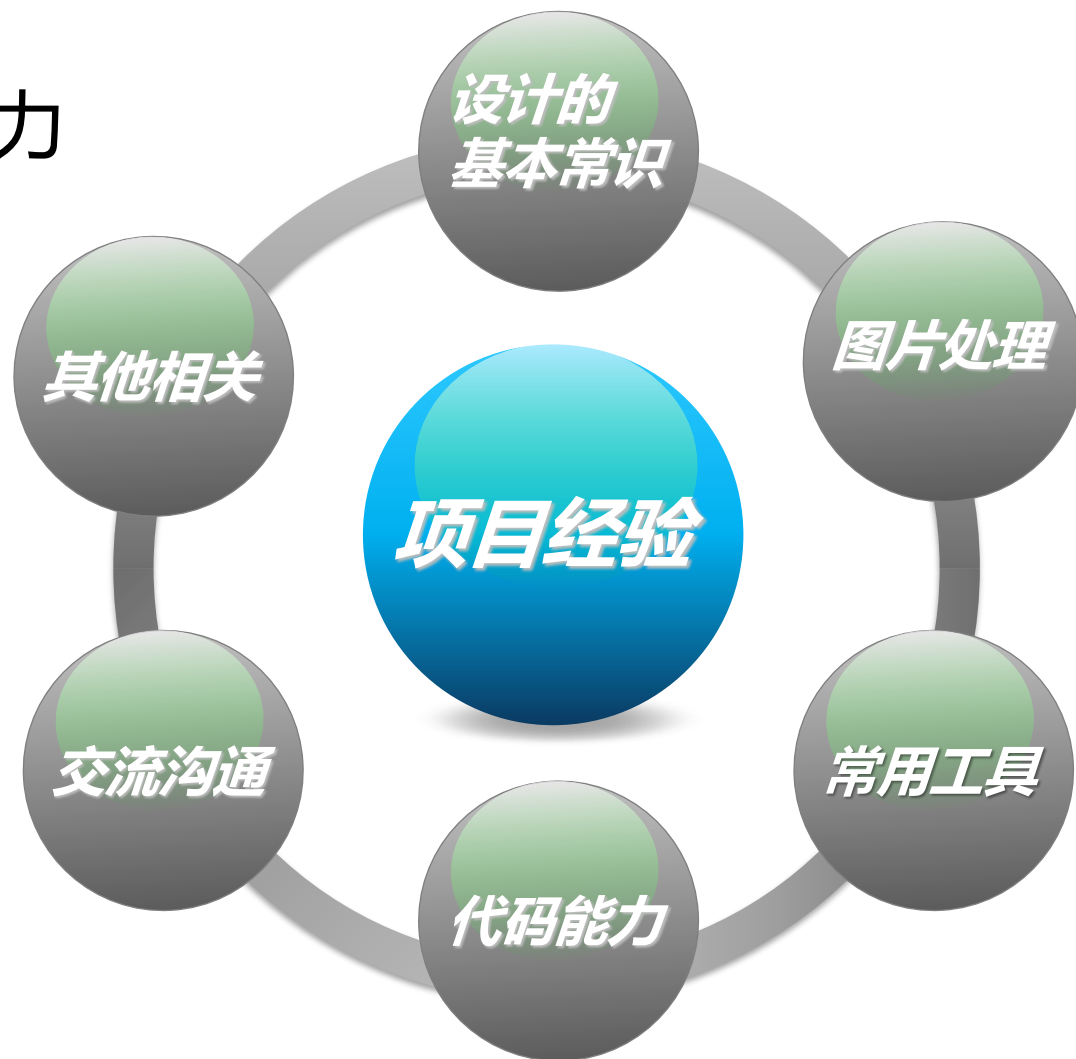 力
设计的
基本常识
图片处理
其他相关
项目经验
交流沟通
常用工具
代码能力